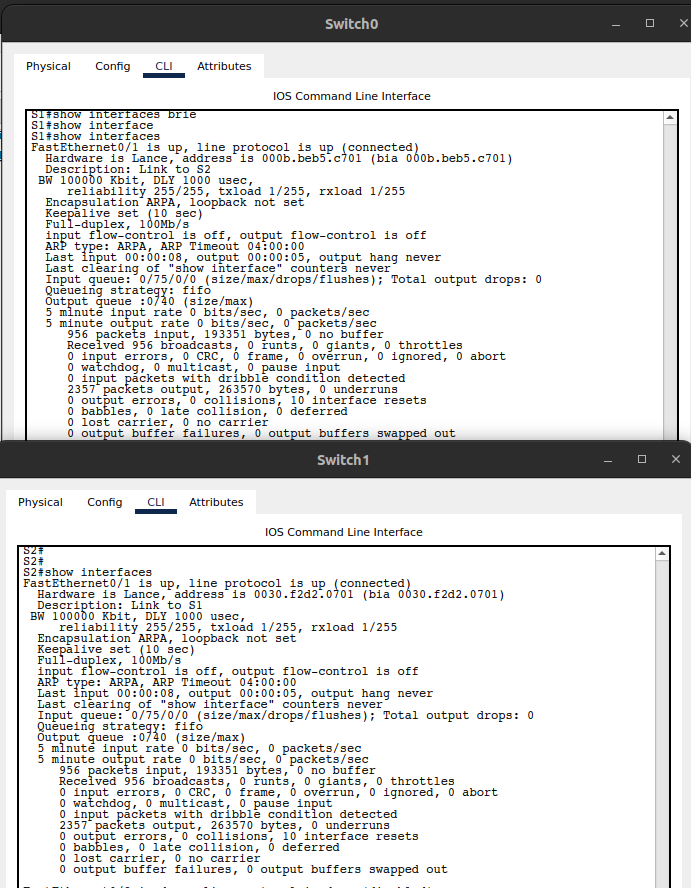 Switch0
Physical Config CLI Attributes
IOS Command Line Interface
S1#show interfaces brie
S1#show interface
S1#show interfaces
FastEthernet0/1 is up, line protocol is up (connected)
Hardware is Lance, address is 000b.beb5.c701 (bia 000b.beb5.c701)
Description: Link to S2
BW 100000 Kbit, DLY 1000 usec,
reliability 255/255, txload 1/255, rxload 1/255
Encapsulation ARPA, loopback not set
Keepalive set (10 sec)
Full-duplex, 100Mb/s
input flow-control is off, output flow-control is off
ARP type: ARPA, ARP Timeout 04:00:00
Last input 00:00:08, output 00:00:05, output hang never
Last clearing of "show interface" counters never
Input queue: 0/75/0/0 (size/max/drops/flushes); Total output drops: 0
Queueing strategy: fifo
Output queue :0/40 (size/max)
5 minute input rate 0 bits/sec, 0 packets/sec
5 minute output rate 0 bits/sec, 0 packets/sec
956 packets input, 193351 bytes, 0 no buffer
Received 956 broadcasts, 0 runts, 0 giants, 0 throttles
0 input errors, 0 CRC, 0 frame, 0 overrun, 0 ignored, 0 abort
0 watchdog, 0 multicast, 0 pause input
0 input packets with dribble condition detected
2357 packets output, 263570 bytes, 0 underruns
0 output errors, 0 collisions, 10 interface resets
0 babbles, 0 late collision, 0 deferred
0 lost carrier, 0 no carrier
0 output buffer failures, 0 output buffers swapped out
Switch1
Physical Config CLI Attributes
IOS Command Line Interface
S2#
S2#
S2#show interfaces
FastEthernet0/1 is up, line protocol is up (connected)
Hardware is Lance, address is 0030.f2d2.0701 (bia 0030.f2d2.0701)
Description: Link to S1
BW 100000 Kbit, DLY 1000 usec,
reliability 255/255, txload 1/255, rxload 1/255
Encapsulation ARPA, loopback not set
Keepalive set (10 sec)
Full-duplex, 100Mb/s
input flow-control is off, output flow-control is off
ARP type: ARPA, ARP Timeout 04:00:00
Last input 00:00:08, output 00:00:05, output hang never
Last clearing of "show interface" counters never
Input queue: 0/75/0/0 (size/max/drops/flushes); Total output drops: 0
Queueing strategy: fifo
Output queue :0/40 (size/max)
5 minute input rate 0 bits/sec, 0 packets/sec
5 minute output rate 0 bits/sec, 0 packets/sec
956 packets input, 193351 bytes, 0 no buffer
Received 956 broadcasts, 0 runts, 0 giants, 0 throttles
0 input errors, 0 CRC, 0 frame, 0 overrun, 0 ignored, 0 abort
0 watchdog, 0 multicast, 0 pause input
0 input packets with dribble condition detected
2357 packets output, 263570 bytes, 0 underruns
0 output errors, 0 collisions, 10 interface resets
0 babbles, 0 late collision, 0 deferred
0 lost carrier, 0 no carrier
0 output buffer failures, 0 output buffers swapped out